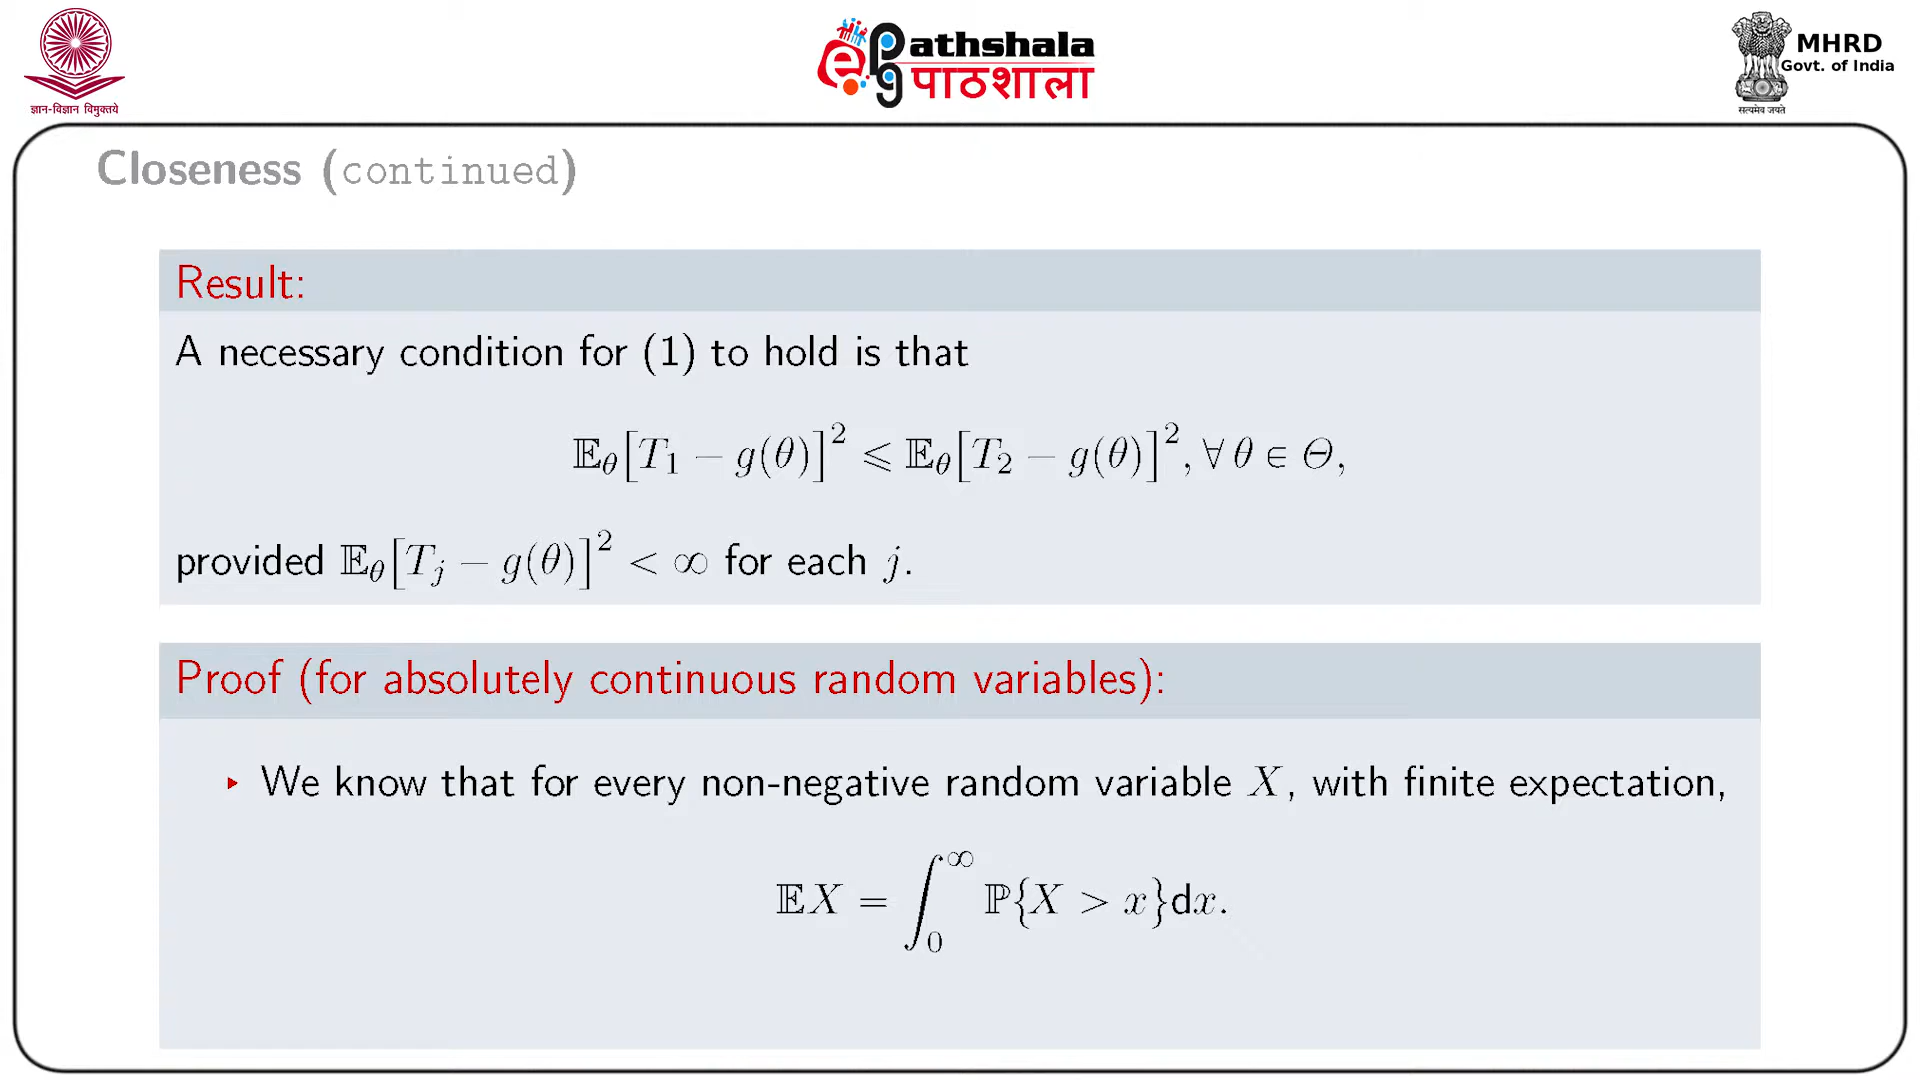 ज्ञान-विज्ञान विमुक्तये
ePG Pathshala
पाठशाला
MHRD
Govt. of India
सत्यमेव जयते
Closeness (continued)
Result:
A necessary condition for (1) to hold is that
𝔼_θ[T_1 − g(θ)]^2 ⩽ 𝔼_θ[T_2 − g(θ)]^2, ∀ θ ∈ Θ,
provided 𝔼_θ[T_j − g(θ)]^2 < ∞ for each j.
Proof (for absolutely continuous random variables):
▸ We know that for every non-negative random variable X, with finite expectation,
𝔼X = ∫_0^∞ ℙ{X > x}dx.